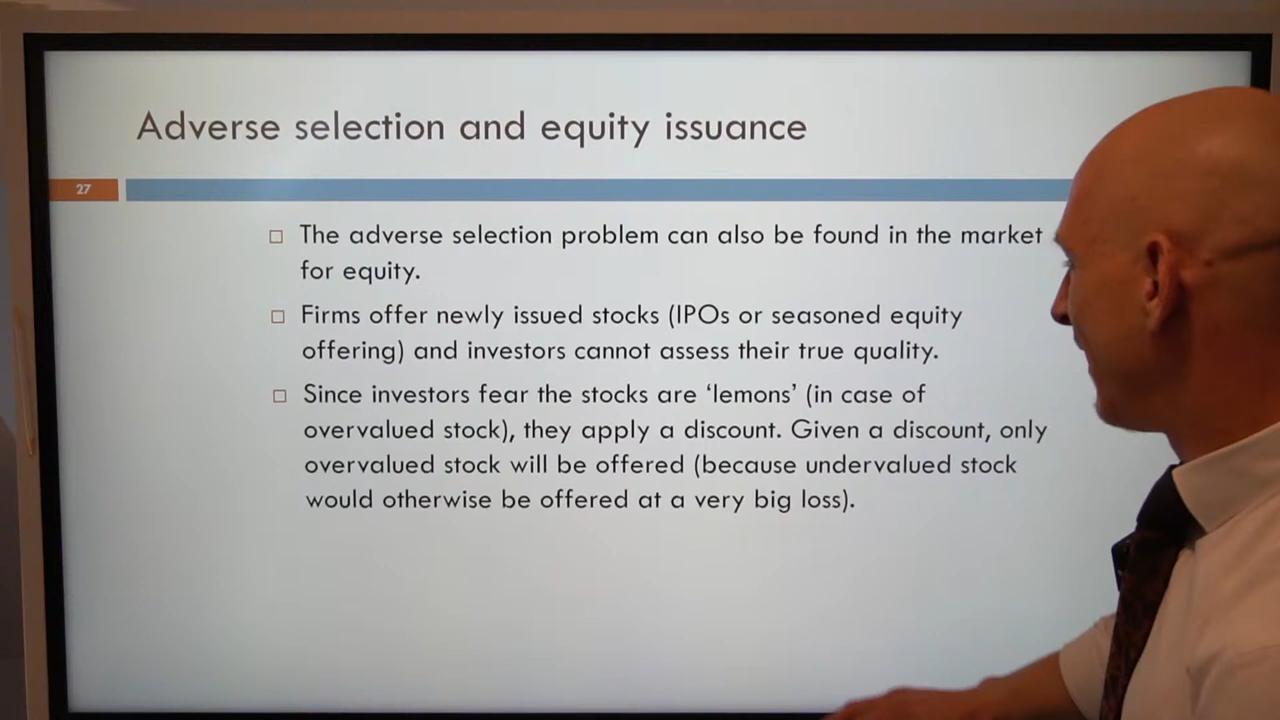 Adverse selection and equity issuance
27
The adverse selection problem can also be found in the market
for equity.
Firms offer newly issued stocks (IPOs or seasoned equity
offering) and investors cannot assess their true quality.
Since investors fear the stocks are ‘lemons’ (in case of
overvalued stock), they apply a discount. Given a discount, only
overvalued stock will be offered (because undervalued stock
would otherwise be offered at a very big loss).